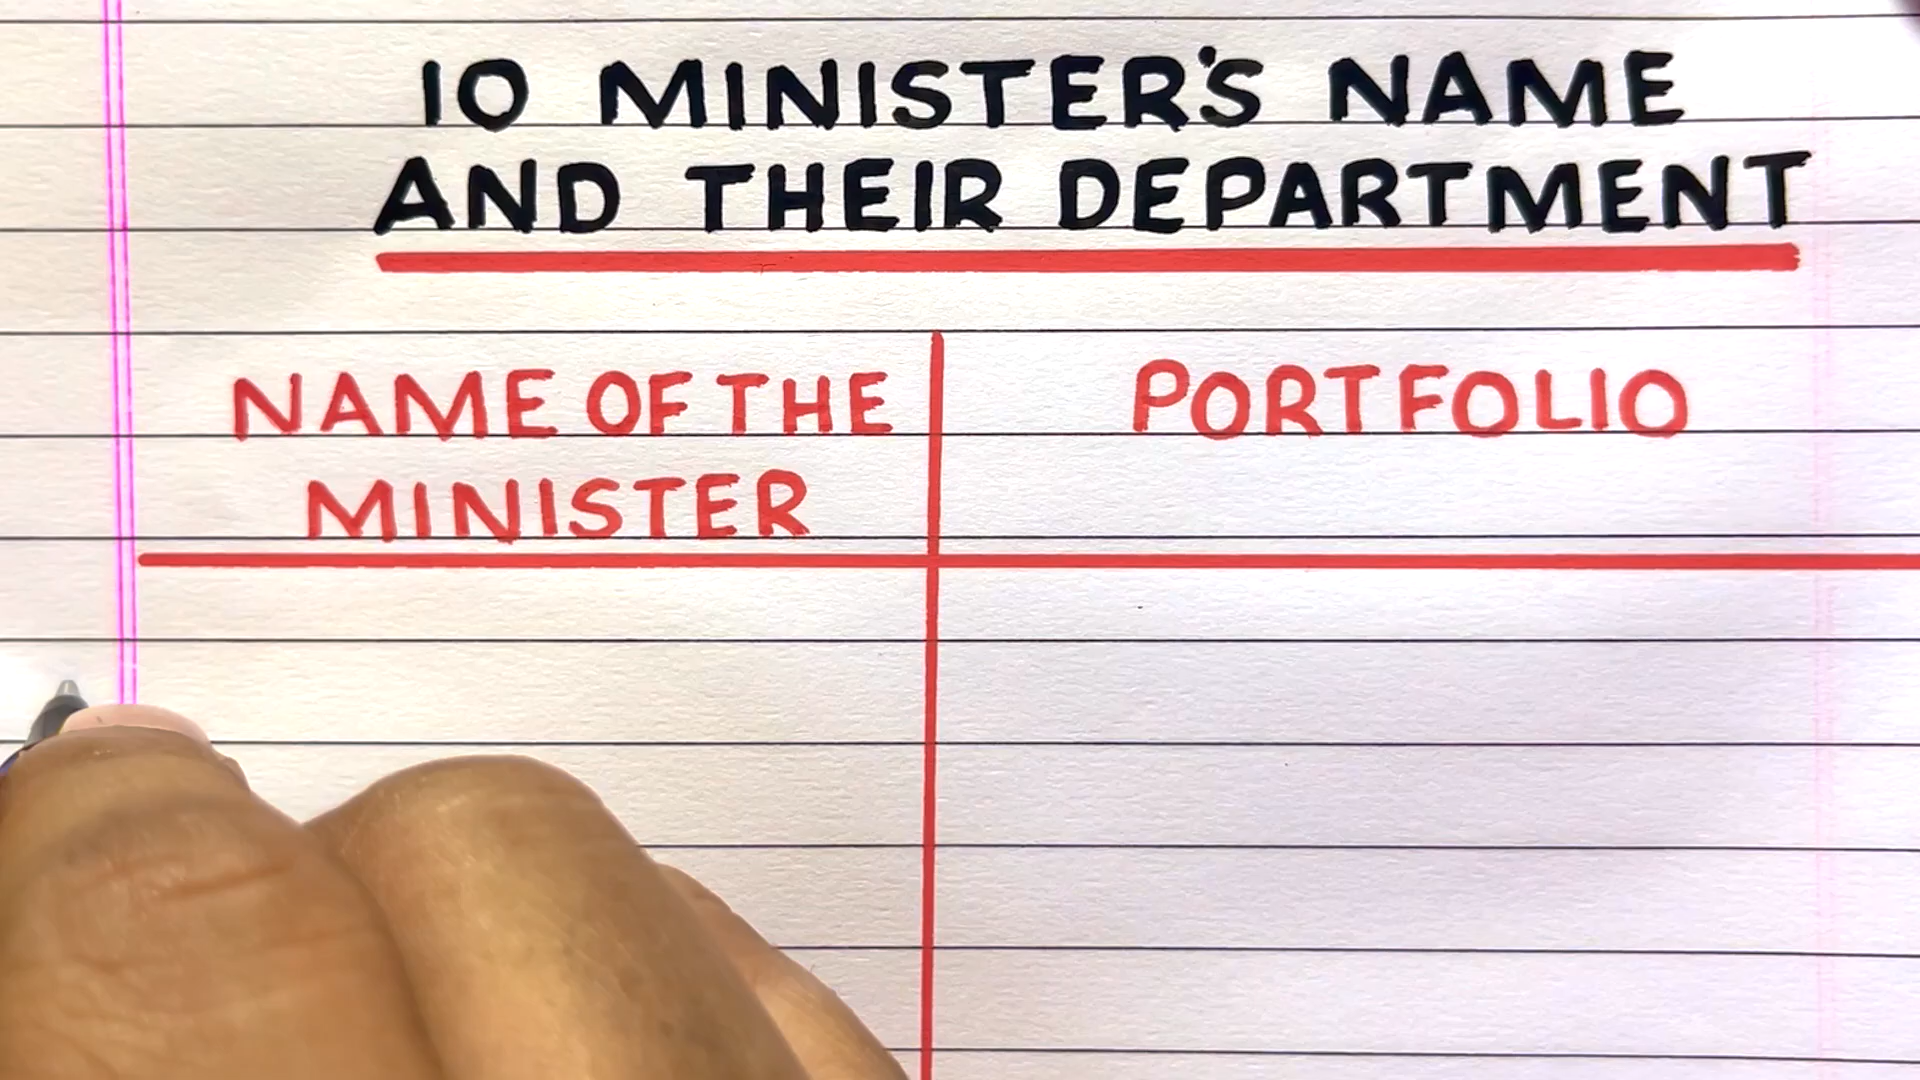 10 MINISTER'S NAME
AND THEIR DEPARTMENT
NAME OF THE
MINISTER
PORTFOLIO